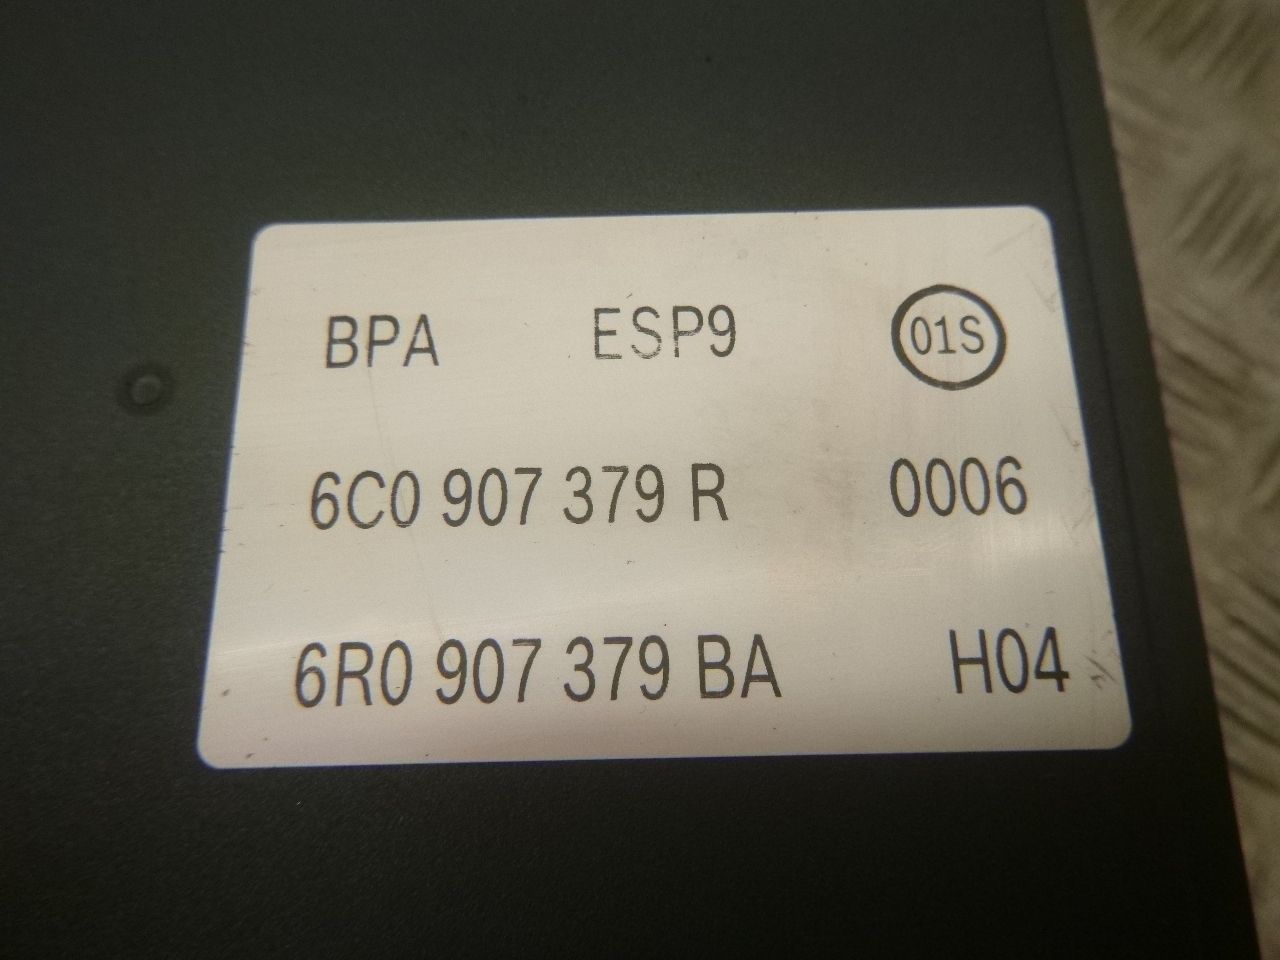 BPA ESP9 01S
6C0 907 379 R 0006
6R0 907 379 BA H04